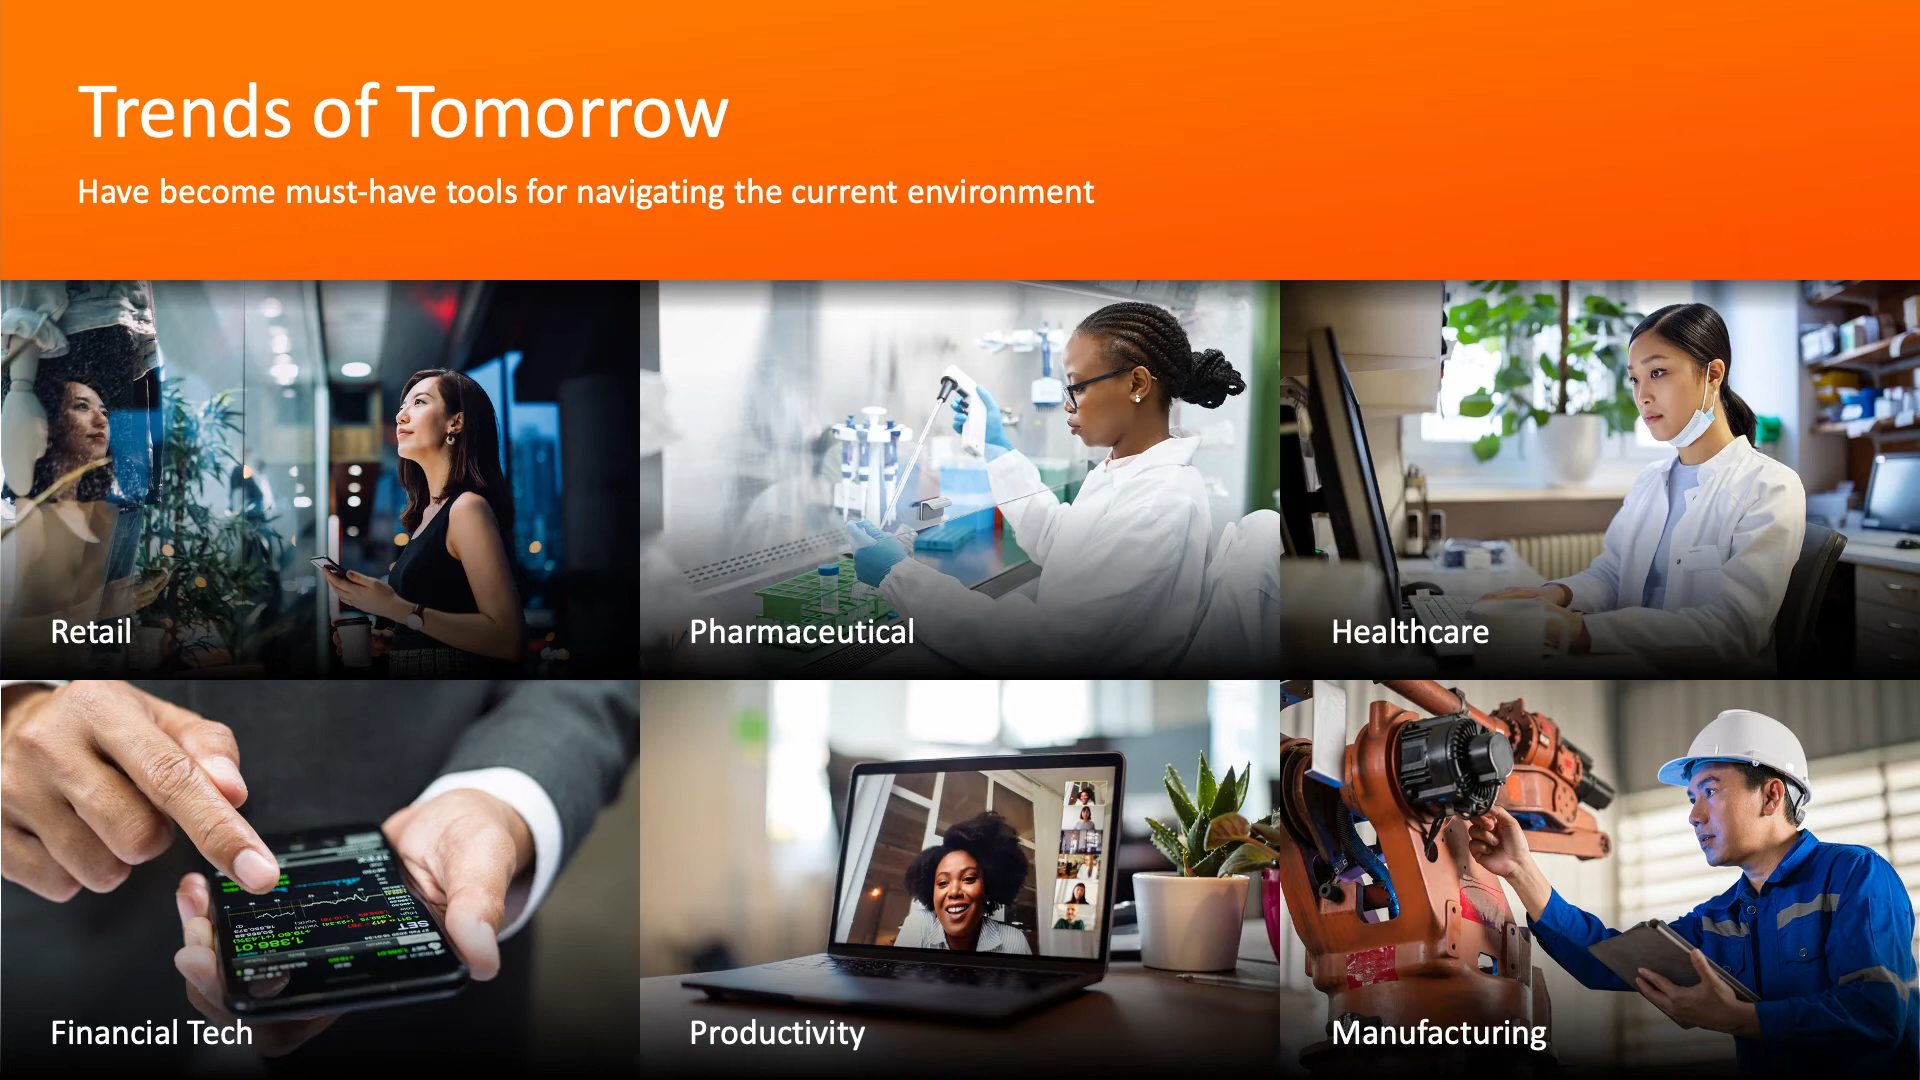 Trends of Tomorrow
Have become must-have tools for navigating the current environment
Retail
Pharmaceutical
Healthcare
Financial Tech
Productivity
Manufacturing